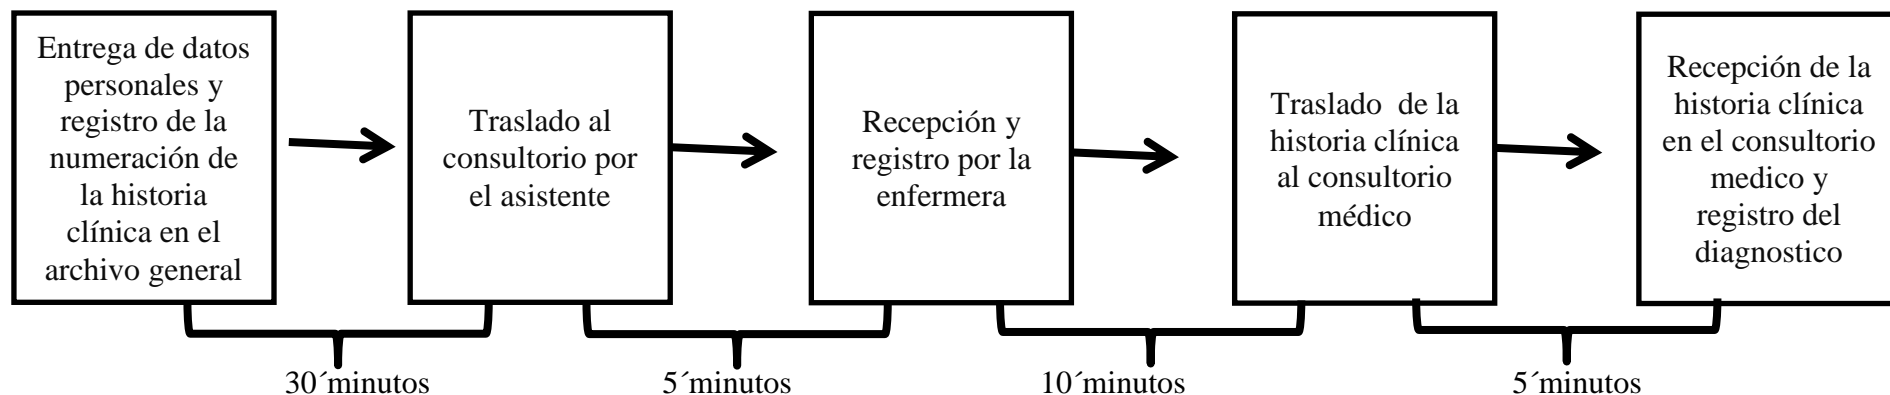 Entrega de datos
personales y
registro de la
numeración de
la historia
clínica en el
archivo general
Traslado al
consultorio por
el asistente
Recepción y
registro por la
enfermera
Traslado de la
historia clínica
al consultorio
médico
Recepción de la
historia clínica
en el consultorio
medico y
registro del
diagnostico
30´minutos
5´minutos
10´minutos
5´minutos